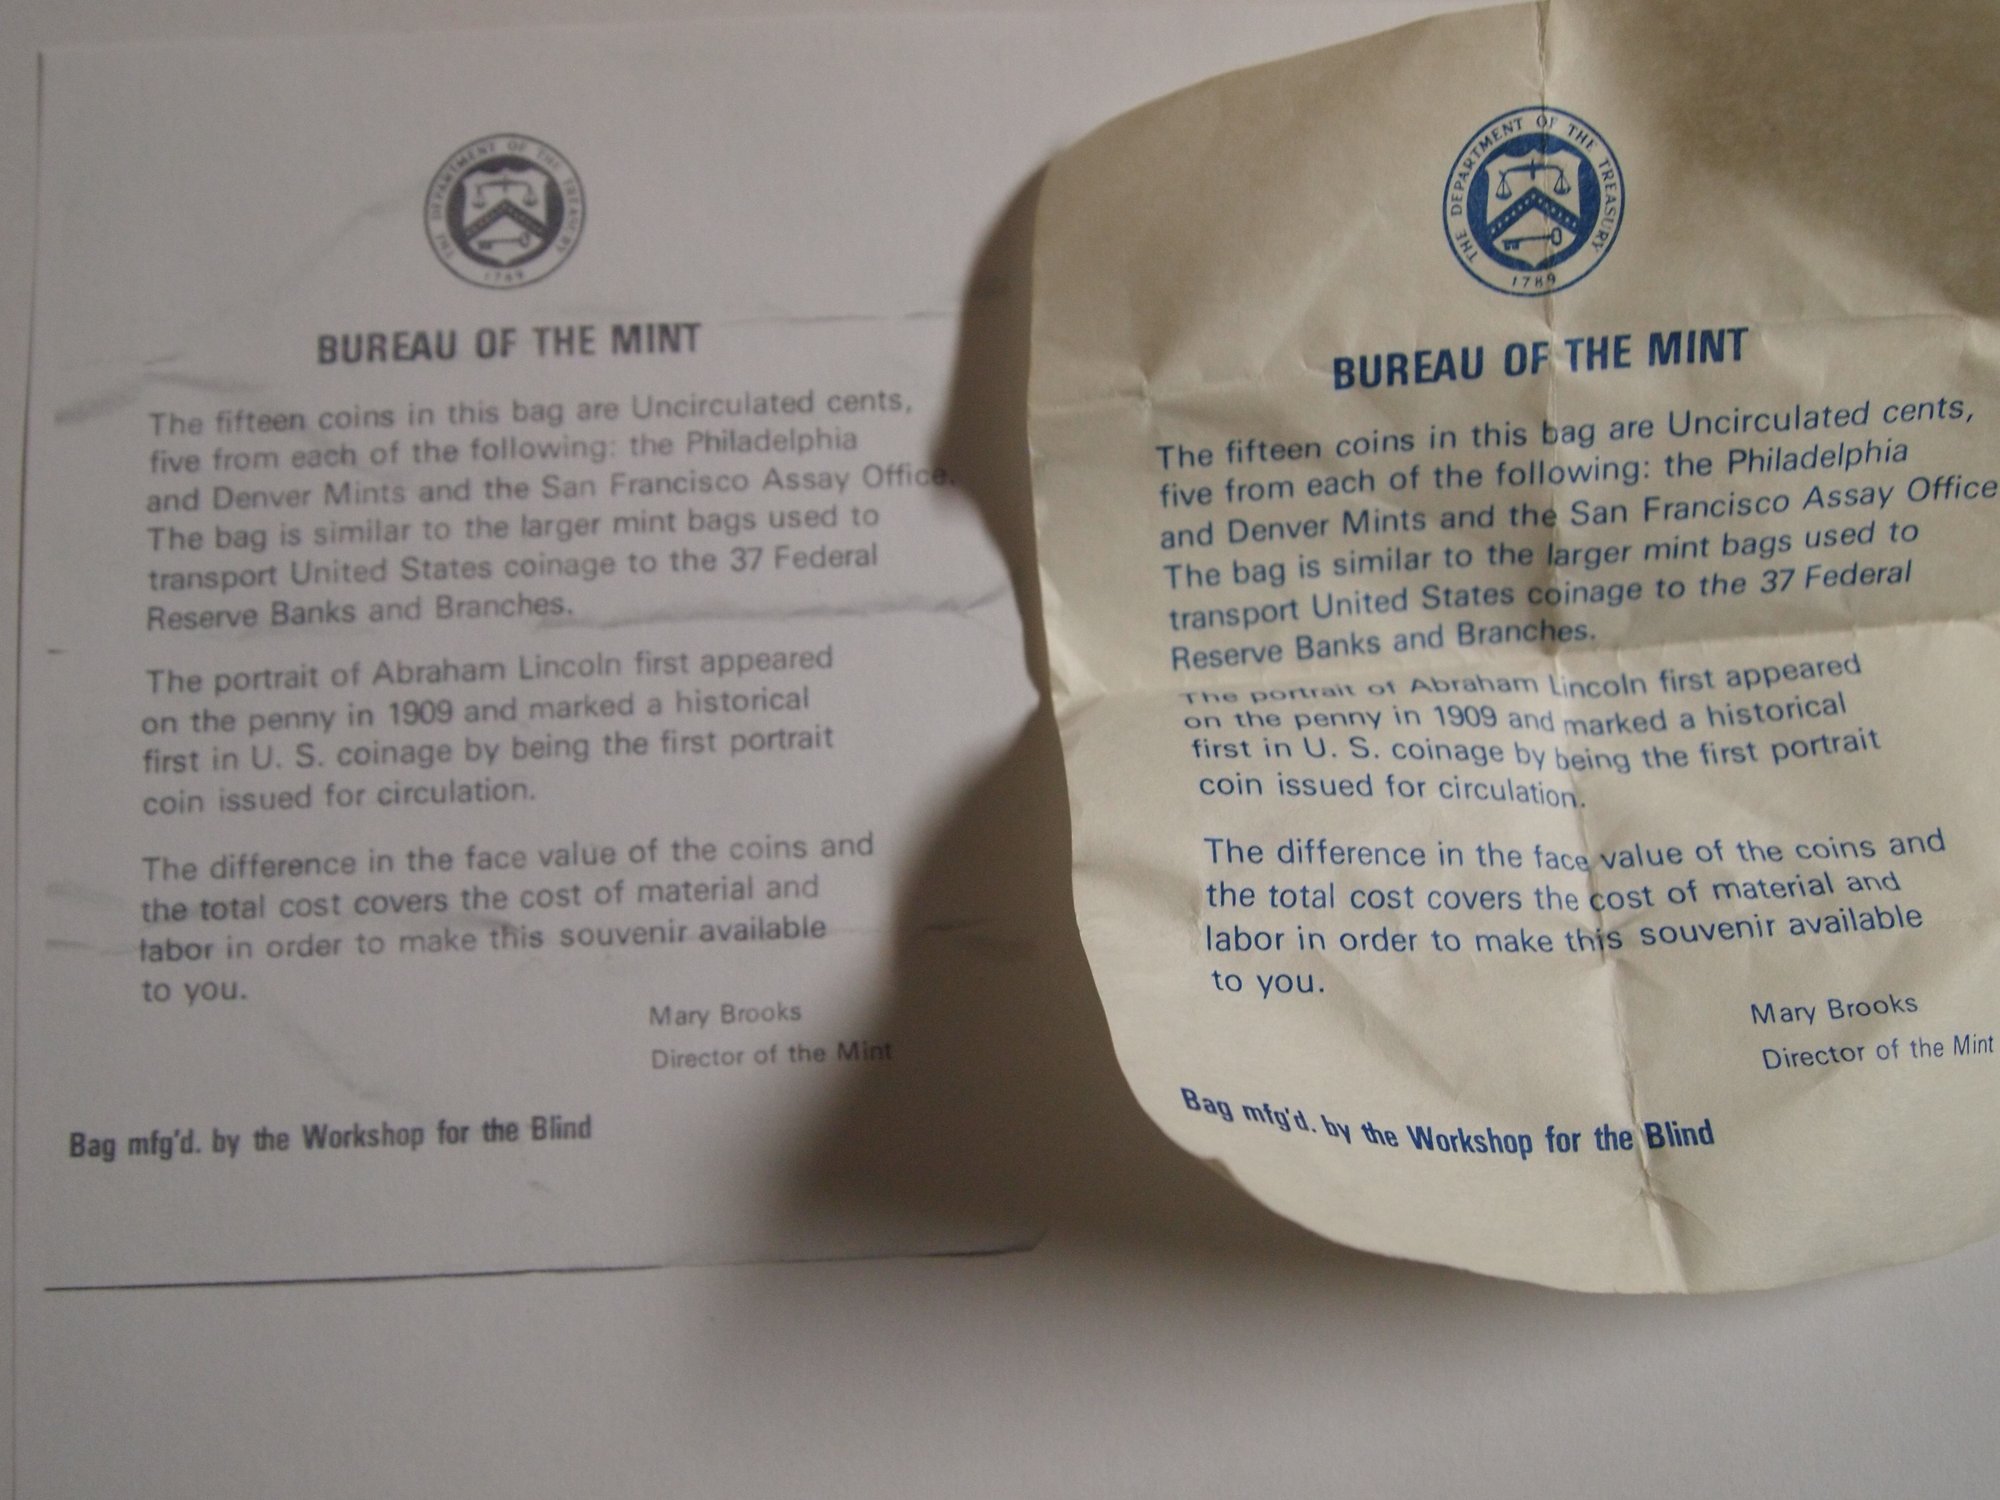 THE DEPARTMENT OF THE TREASURY
1789
BUREAU OF THE MINT
The fifteen coins in this bag are Uncirculated cents,
five from each of the following: the Philadelphia
and Denver Mints and the San Francisco Assay Office.
The bag is similar to the larger mint bags used to
transport United States coinage to the 37 Federal
Reserve Banks and Branches.
The portrait of Abraham Lincoln first appeared
on the penny in 1909 and marked a historical
first in U. S. coinage by being the first portrait
coin issued for circulation.
The difference in the face value of the coins and
the total cost covers the cost of material and
labor in order to make this souvenir available
to you.
Mary Brooks
Director of the Mint
Bag mfg'd. by the Workshop for the Blind
THE DEPARTMENT OF THE TREASURY
1789
BUREAU OF THE MINT
The fifteen coins in this bag are Uncirculated cents,
five from each of the following: the Philadelphia
and Denver Mints and the San Francisco Assay Office
The bag is similar to the larger mint bags used to
transport United States coinage to the 37 Federal
Reserve Banks and Branches.
The portrait of Abraham Lincoln first appeared
on the penny in 1909 and marked a historical
first in U. S. coinage by being the first portrait
coin issued for circulation.
The difference in the face value of the coins and
the total cost covers the cost of material and
labor in order to make this souvenir available
to you.
Mary Brooks
Director of the Mint
Bag mfg'd. by the Workshop for the Blind